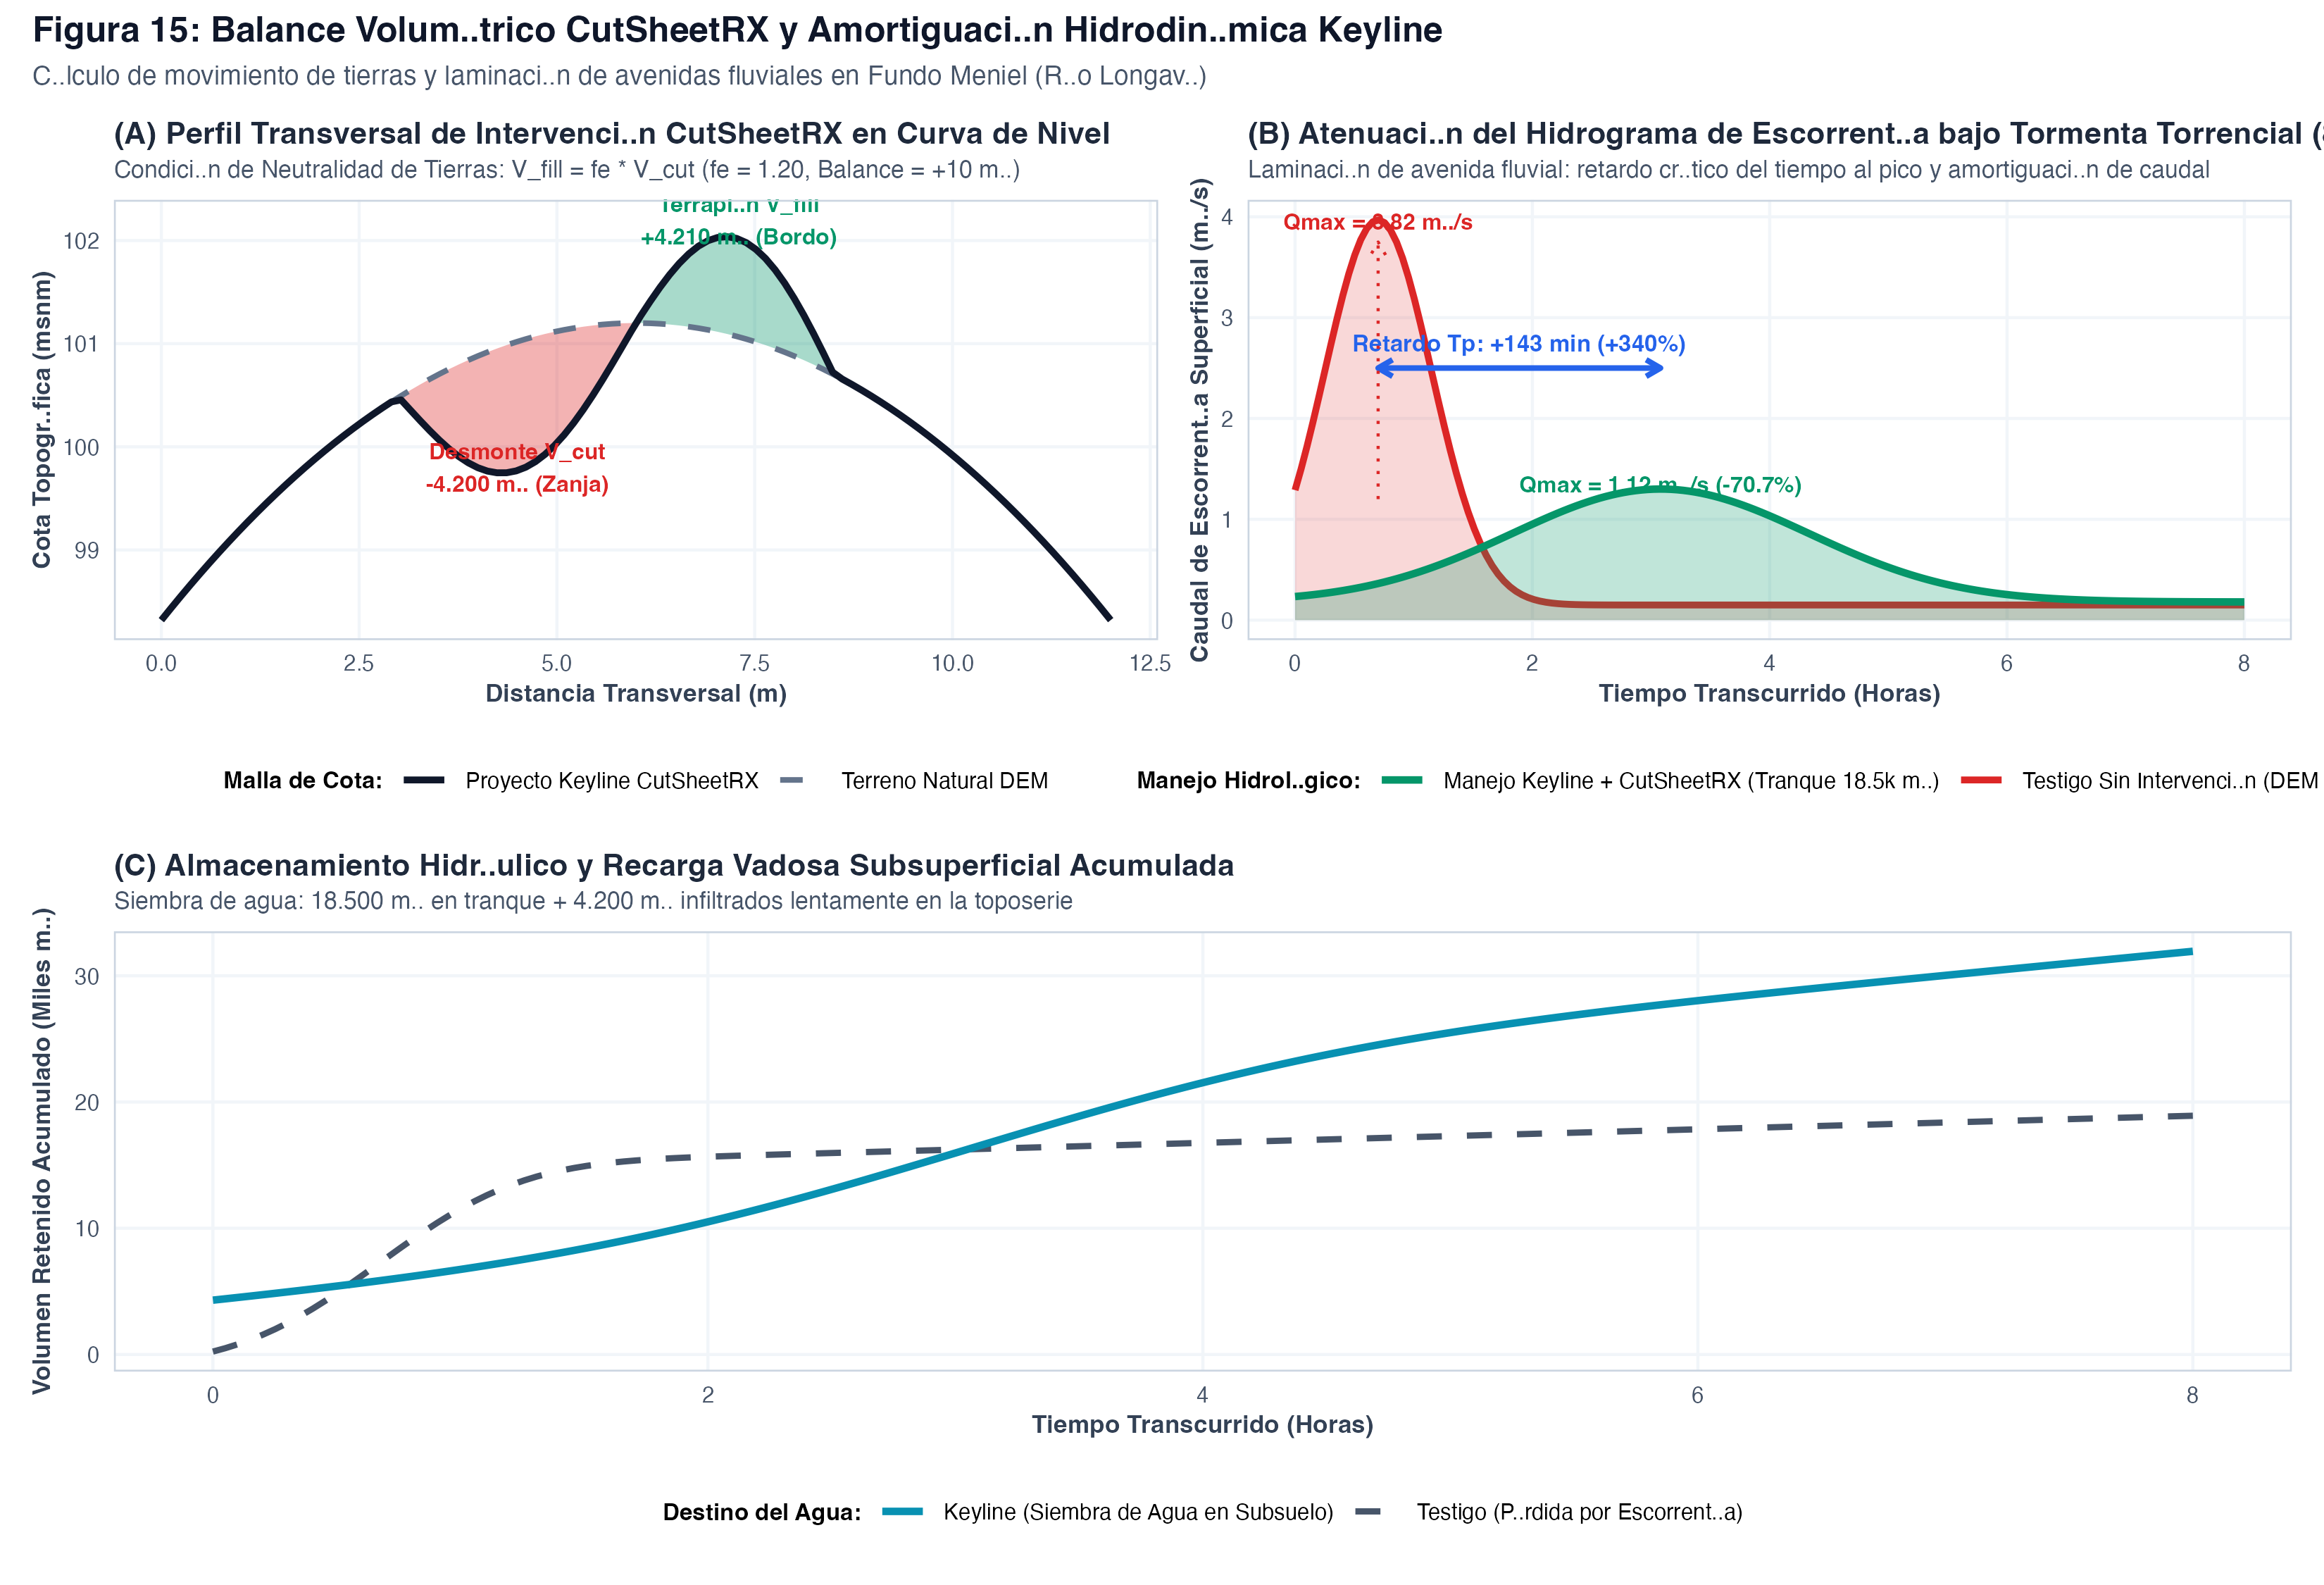 Figura 15: Balance Volum..trico CutSheetRX y Amortiguaci..n Hidrodin..mica Keyline
C..lculo de movimiento de tierras y laminaci..n de avenidas fluviales en Fundo Meniel (R..o Longav..)
(A) Perfil Transversal de Intervenci..n CutSheetRX en Curva de Nivel
Condici..n de Neutralidad de Tierras: V_fill = fe * V_cut (fe = 1.20, Balance = +10 m..)
Cota Topogr..fica (msnm)
102
101
100
99
Terrapl..n V_fill
+4.210 m.. (Bordo)
Desmonte V_cut
-4.200 m.. (Zanja)
0.0
2.5
5.0
7.5
10.0
12.5
Distancia Transversal (m)
Malla de Cota:
Proyecto Keyline CutSheetRX
Terreno Natural DEM
(B) Atenuaci..n del Hidrograma de Escorrent..a bajo Tormenta Torrencial (
Laminaci..n de avenida fluvial: retardo cr..tico del tiempo al pico y amortiguaci..n de caudal
Caudal de Escorrent..a Superficial (m../s)
4
3
2
1
0
Qmax = 3.82 m../s
Retardo Tp: +143 min (+340%)
Qmax = 1.12 m../s (-70.7%)
0
2
4
6
8
Tiempo Transcurrido (Horas)
Manejo Hidrol..gico:
Manejo Keyline + CutSheetRX (Tranque 18.5k m..)
Testigo Sin Intervenci..n (DEM
(C) Almacenamiento Hidr..ulico y Recarga Vadosa Subsuperficial Acumulada
Siembra de agua: 18.500 m.. en tranque + 4.200 m.. infiltrados lentamente en la toposerie
Volumen Retenido Acumulado (Miles m..)
30
20
10
0
0
2
4
6
8
Tiempo Transcurrido (Horas)
Destino del Agua:
Keyline (Siembra de Agua en Subsuelo)
Testigo (P..rdida por Escorrent..a)